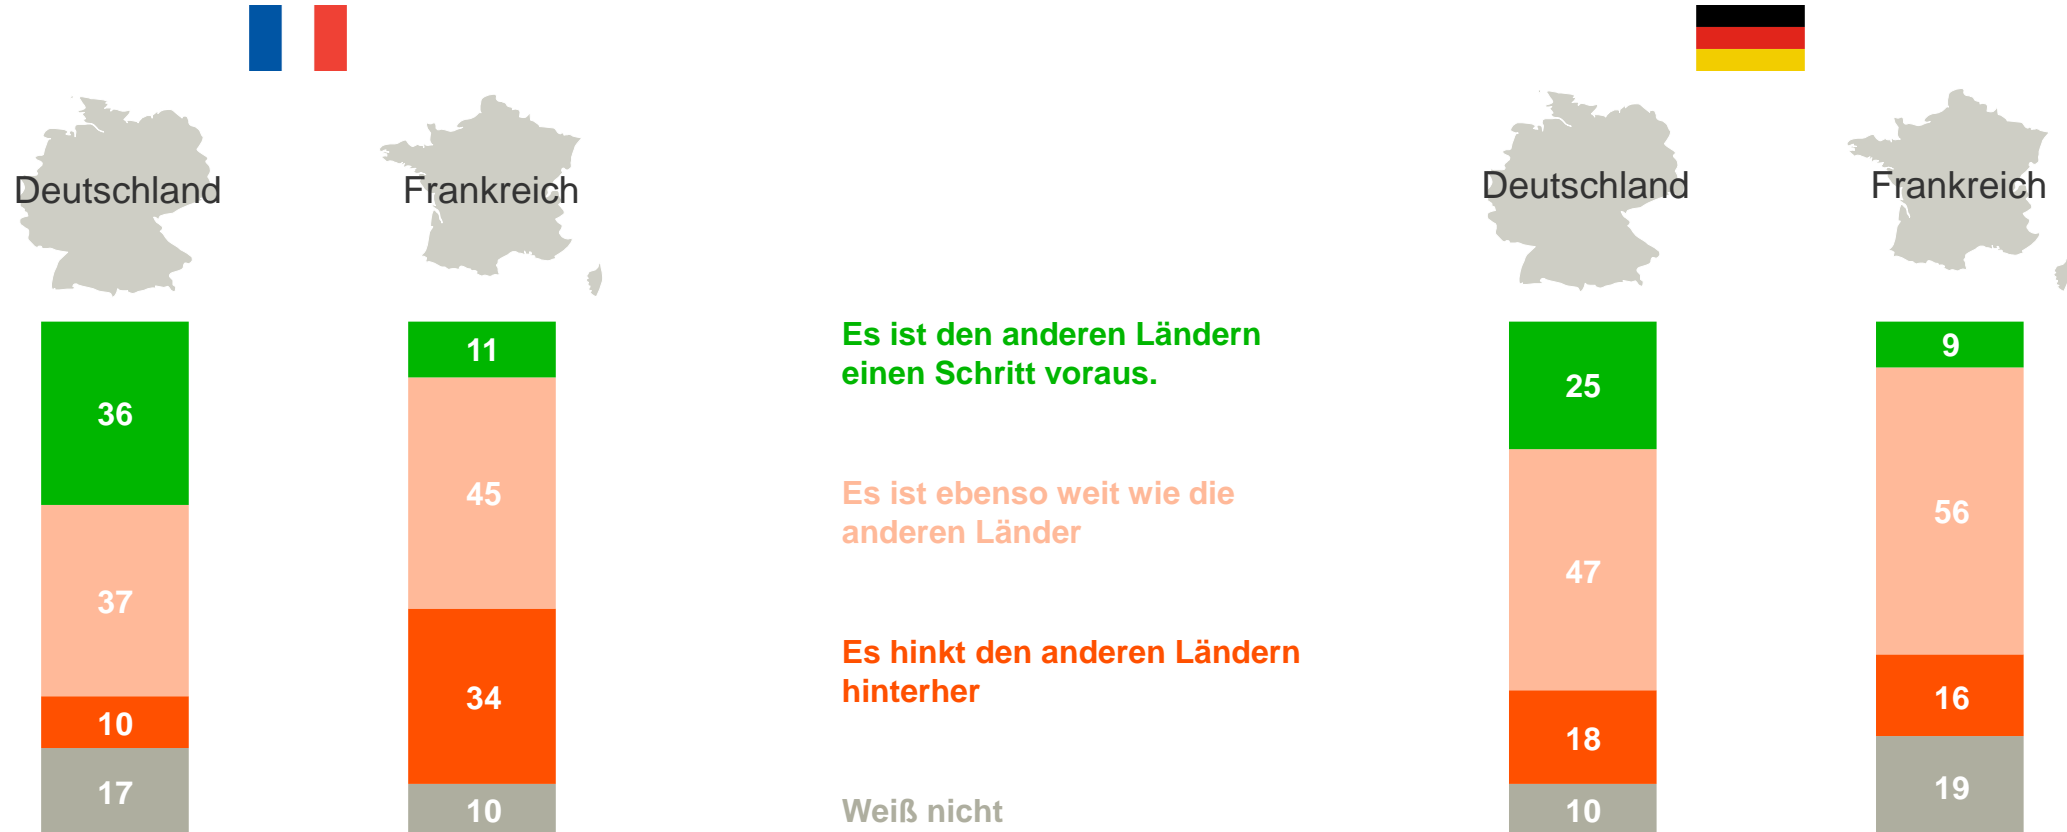 Deutschland
Frankreich
36
37
10
17
11
45
34
10
Es ist den anderen Ländern
einen Schritt voraus.
Es ist ebenso weit wie die
anderen Länder
Es hinkt den anderen Ländern
hinterher
Weiß nicht
Deutschland
Frankreich
25
47
18
10
9
56
16
19